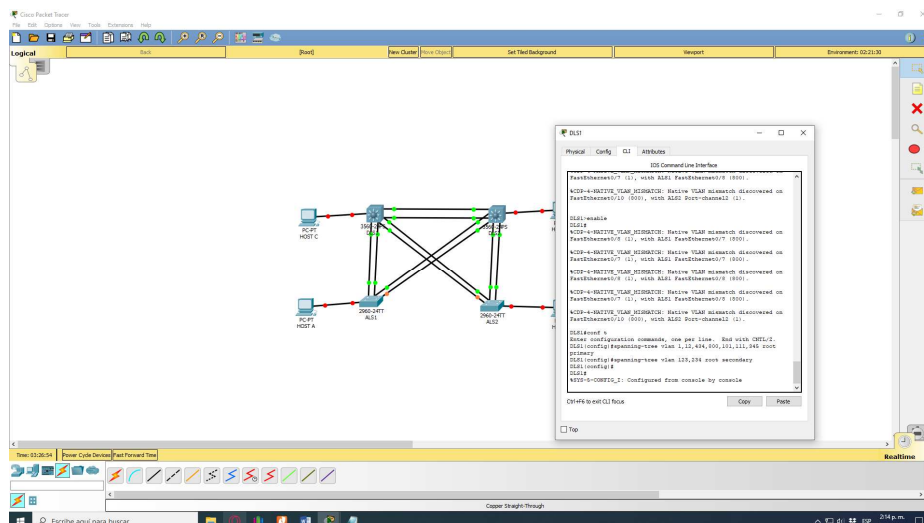 Cisco Packet Tracer
File Edit Options View Tools Extensions Help
Logical
Back
[Root]
New Cluster
Move Object
Set Tiled Background
Viewport
Environment: 02:21:30
DLS1
Physical Config CLI Attributes
IOS Command Line Interface
FastEthernet0/7 (1), with ALS1 FastEthernet0/8 (800).
%CDP-4-NATIVE_VLAN_MISMATCH: Native VLAN mismatch discovered on
FastEthernet0/10 (800), with ALS2 Port-channel2 (1).
DLS1>enable
DLS1#
%CDP-4-NATIVE_VLAN_MISMATCH: Native VLAN mismatch discovered on
FastEthernet0/8 (1), with ALS1 FastEthernet0/7 (800).
%CDP-4-NATIVE_VLAN_MISMATCH: Native VLAN mismatch discovered on
FastEthernet0/7 (1), with ALS1 FastEthernet0/8 (800).
%CDP-4-NATIVE_VLAN_MISMATCH: Native VLAN mismatch discovered on
FastEthernet0/8 (1), with ALS1 FastEthernet0/7 (800).
%CDP-4-NATIVE_VLAN_MISMATCH: Native VLAN mismatch discovered on
FastEthernet0/7 (1), with ALS1 FastEthernet0/8 (800).
%CDP-4-NATIVE_VLAN_MISMATCH: Native VLAN mismatch discovered on
FastEthernet0/10 (800), with ALS2 Port-channel2 (1).
DLS1#conf t
Enter configuration commands, one per line. End with CNTL/Z.
DLS1(config)#spanning-tree vlan 1,12,434,800,101,111,345 root
primary
DLS1(config)#spanning-tree vlan 123,234 root secondary
DLS1(config)#
DLS1#
%SYS-5-CONFIG_I: Configured from console by console
Ctrl+F6 to exit CLI focus
Copy
Paste
Top
PC-PT
HOST C
PC-PT
HOST A
2960-24TT
ALS1
2960-24TT
ALS2
Time: 03:26:54
Power Cycle Devices
Fast Forward Time
Realtime
Copper Straight-Through
Escribe aquí para buscar
ESP
2:14 p. m.